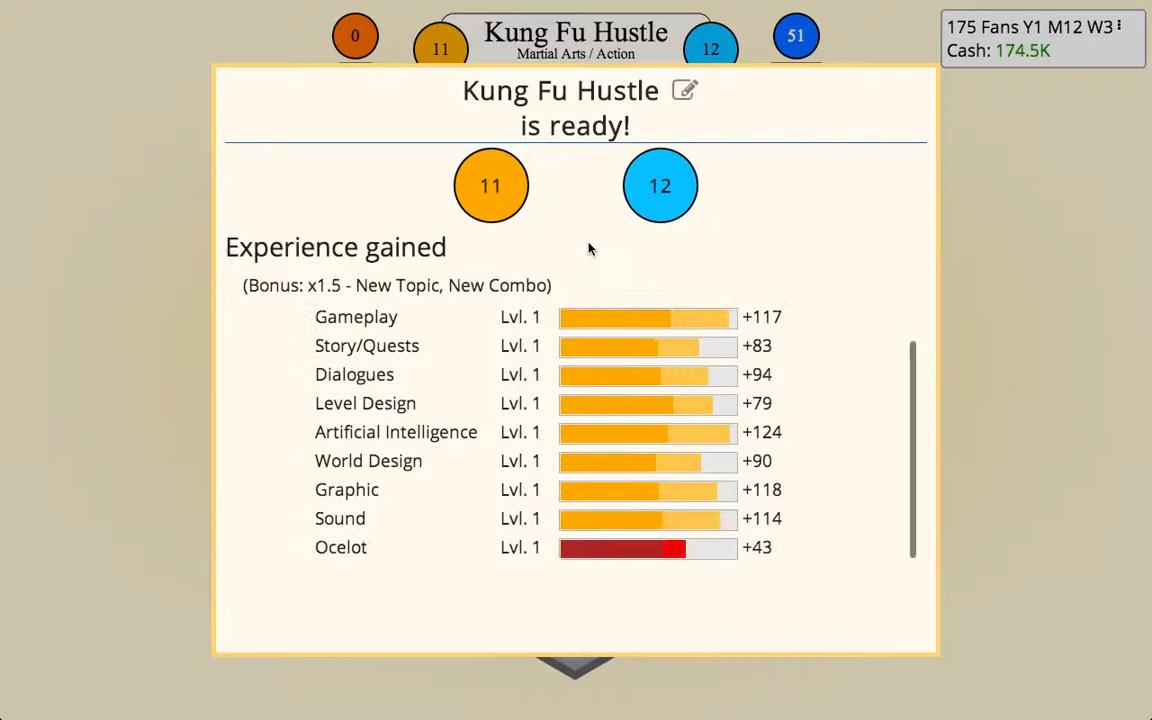 0
11
Kung Fu Hustle
Martial Arts / Action
12
51
175 Fans Y1 M12 W3
Cash: 174.5K
Kung Fu Hustle
is ready!
11
12
Experience gained
(Bonus: x1.5 - New Topic, New Combo)
Gameplay Lvl. 1 +117
Story/Quests Lvl. 1 +83
Dialogues Lvl. 1 +94
Level Design Lvl. 1 +79
Artificial Intelligence Lvl. 1 +124
World Design Lvl. 1 +90
Graphic Lvl. 1 +118
Sound Lvl. 1 +114
Ocelot Lvl. 1 +43